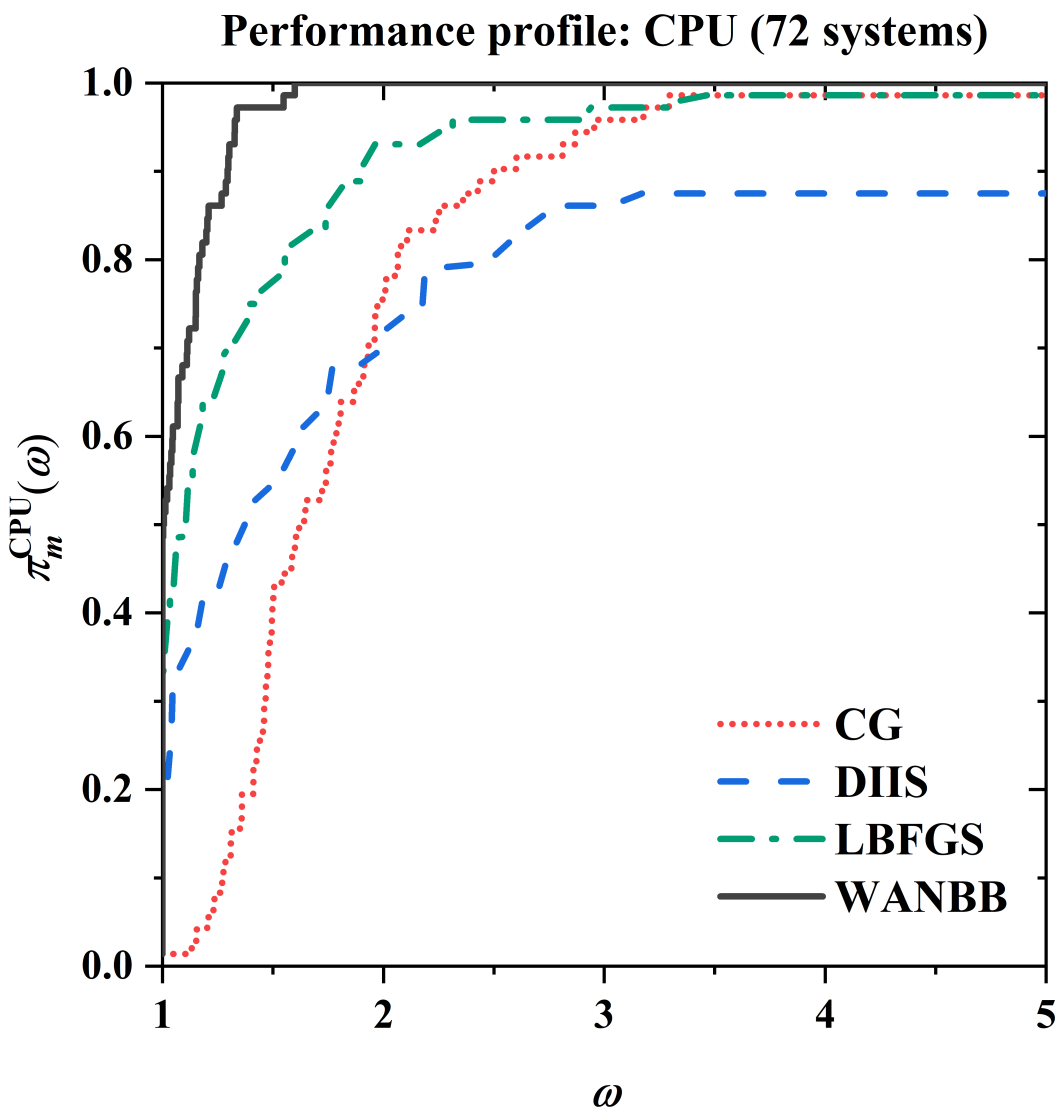 Performance profile: CPU (72 systems)
1.0
0.8
0.6
0.4
0.2
0.0
π_m^CPU(ω)
1 2 3 4 5
ω
CG
DIIS
LBFGS
WANBB